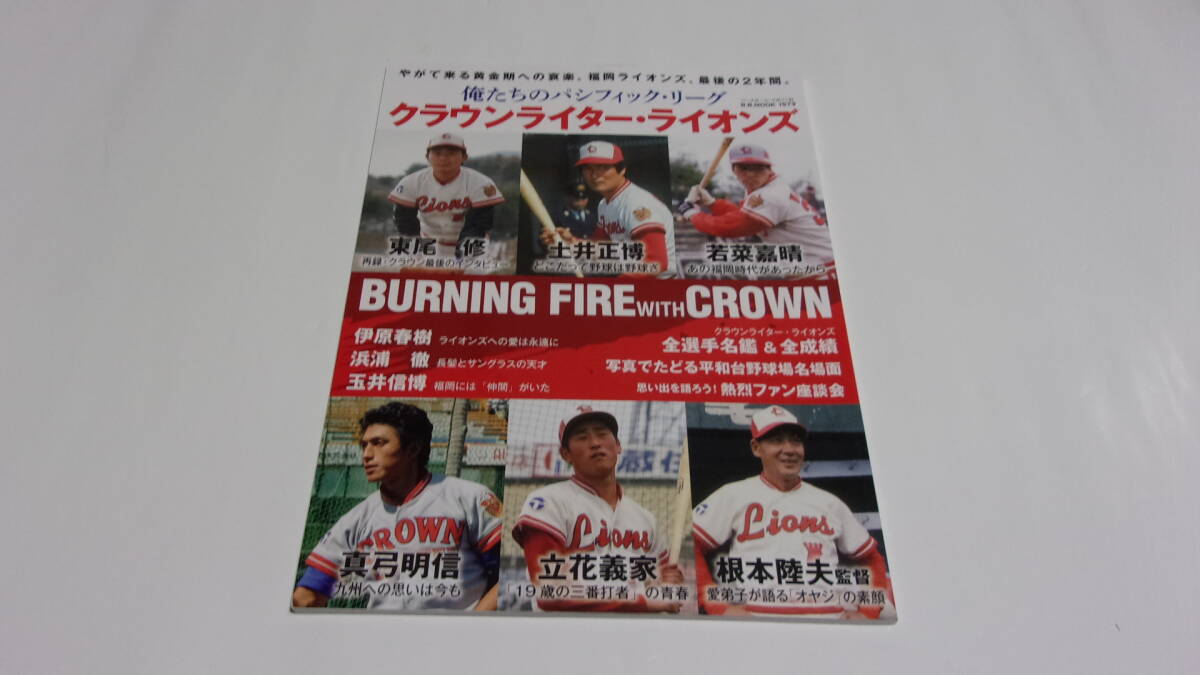 やがて来る黄金期への哀楽。福岡ライオンズ、最後の2年間。
俺たちのパシフィック・リーグ
B.B.MOOK 1573
クラウンライター・ライオンズ
Lions
東尾 修
再録・クラウン最後のインタビュー
土井正博
どこだって野球は野球さ
若菜嘉晴
あの福岡時代があったから
BURNING FIRE WITH CROWN
伊原春樹 ライオンズへの愛は永遠に
浜浦 徹 長髪とサングラスの天才
玉井信博 福岡には「仲間」がいた
クラウンライター・ライオンズ
全選手名鑑 & 全成績
写真でたどる平和台野球場名場面
思い出を語ろう! 熱烈ファン座談会
CROWN
真弓明信
九州への思いは今も
Lions
立花義家
「19歳の三番打者」の青春
Lions
根本陸夫監督
愛弟子が語る「オヤジ」の素顔